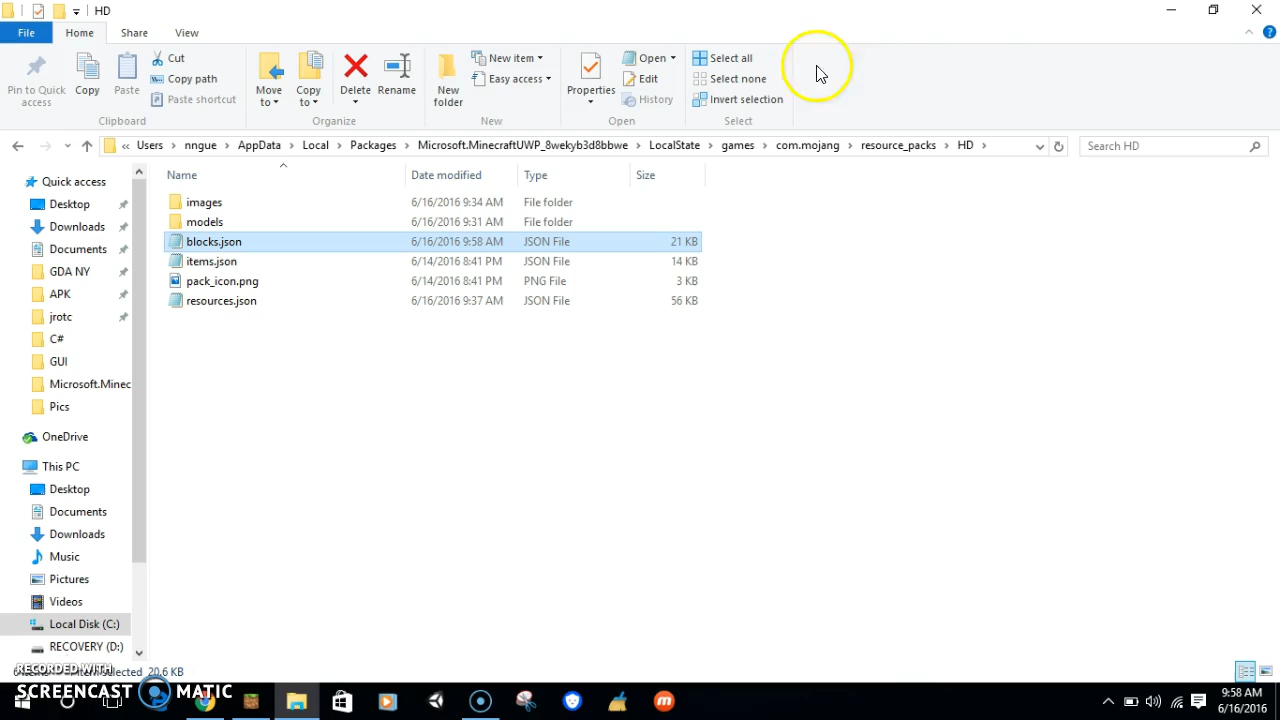 HD
File Home Share View
Pin to Quick access
Copy
Paste
Cut
Copy path
Paste shortcut
Clipboard
Move to
Copy to
Delete
Rename
Organize
New folder
New item
Easy access
New
Properties
Open
Edit
History
Open
Select all
Select none
Invert selection
Select
« Users nngue AppData Local Packages Microsoft.MinecraftUWP_8wekyb3d8bbwe LocalState games com.mojang resource_packs HD
Search HD
Name Date modified Type Size
images 6/16/2016 9:34 AM File folder
models 6/16/2016 9:31 AM File folder
blocks.json 6/16/2016 9:58 AM JSON File 21 KB
items.json 6/14/2016 8:41 PM JSON File 14 KB
pack_icon.png 6/14/2016 8:41 PM PNG File 3 KB
resources.json 6/16/2016 9:37 AM JSON File 56 KB
Quick access
Desktop
Downloads
Documents
GDA NY
APK
jrotc
C#
GUI
Microsoft.Minec
Pics
OneDrive
This PC
Desktop
Documents
Downloads
Music
Pictures
Videos
Local Disk (C:)
RECOVERY (D:)
selected 20.6 KB
RECORDED WITH
SCREENCAST MATIC
9:58 AM
6/16/2016